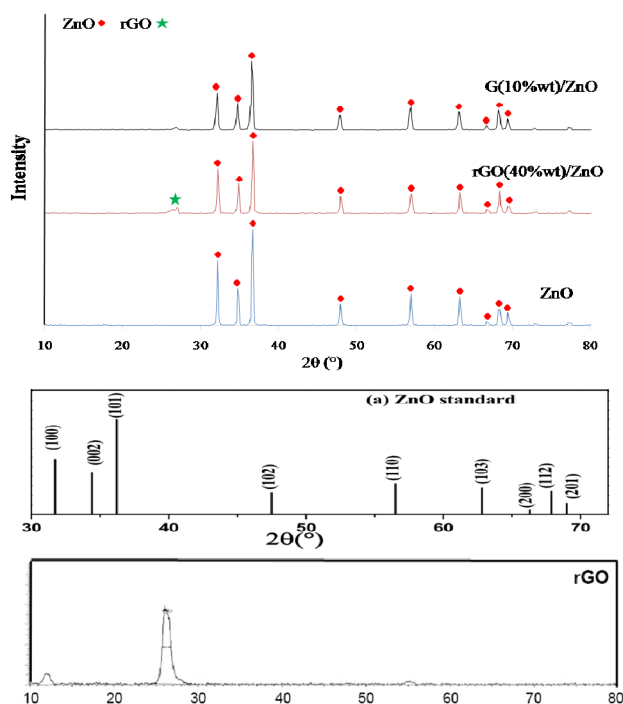 ZnO rGO
G(10%wt)/ZnO
rGO(40%wt)/ZnO
ZnO
Intensity
10 20 30 40 50 60 70 80
2θ (°)
(a) ZnO standard
(100)
(002)
(101)
(102)
(110)
(103)
(200)
(112)
(201)
30 40 50 60 70
2θ(°)
rGO
10 20 30 40 50 60 70 80